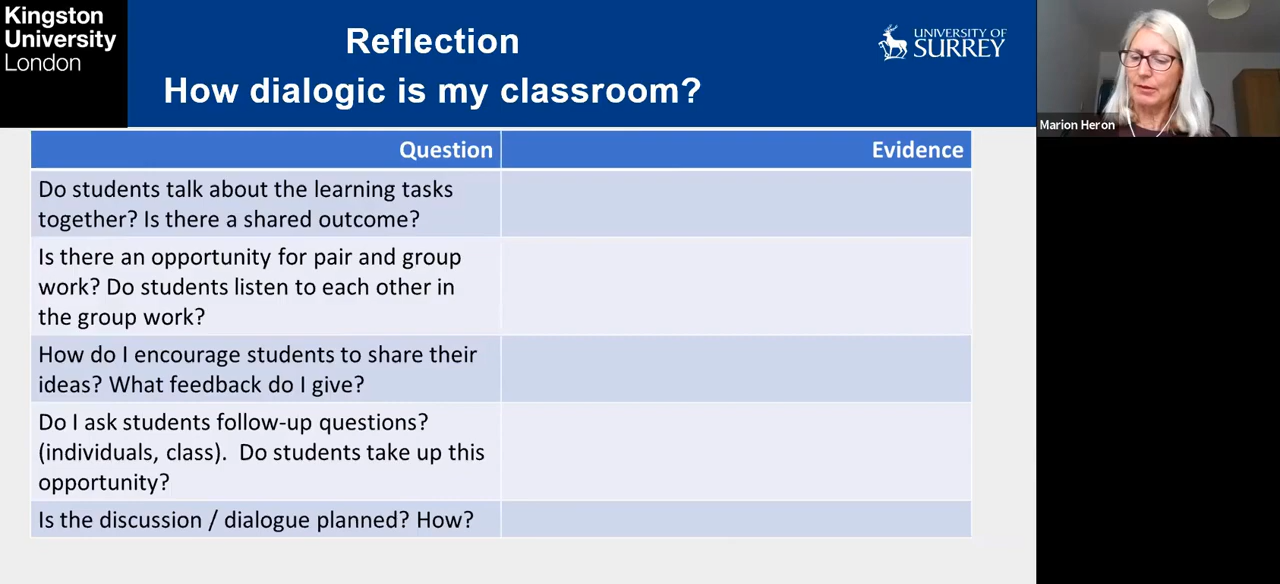 Kingston
University
London
Reflection
How dialogic is my classroom?
UNIVERSITY OF
SURREY
Marion Heron
Question
Evidence
Do students talk about the learning tasks
together? Is there a shared outcome?
Is there an opportunity for pair and group
work? Do students listen to each other in
the group work?
How do I encourage students to share their
ideas? What feedback do I give?
Do I ask students follow-up questions?
(individuals, class).  Do students take up this
opportunity?
Is the discussion / dialogue planned? How?